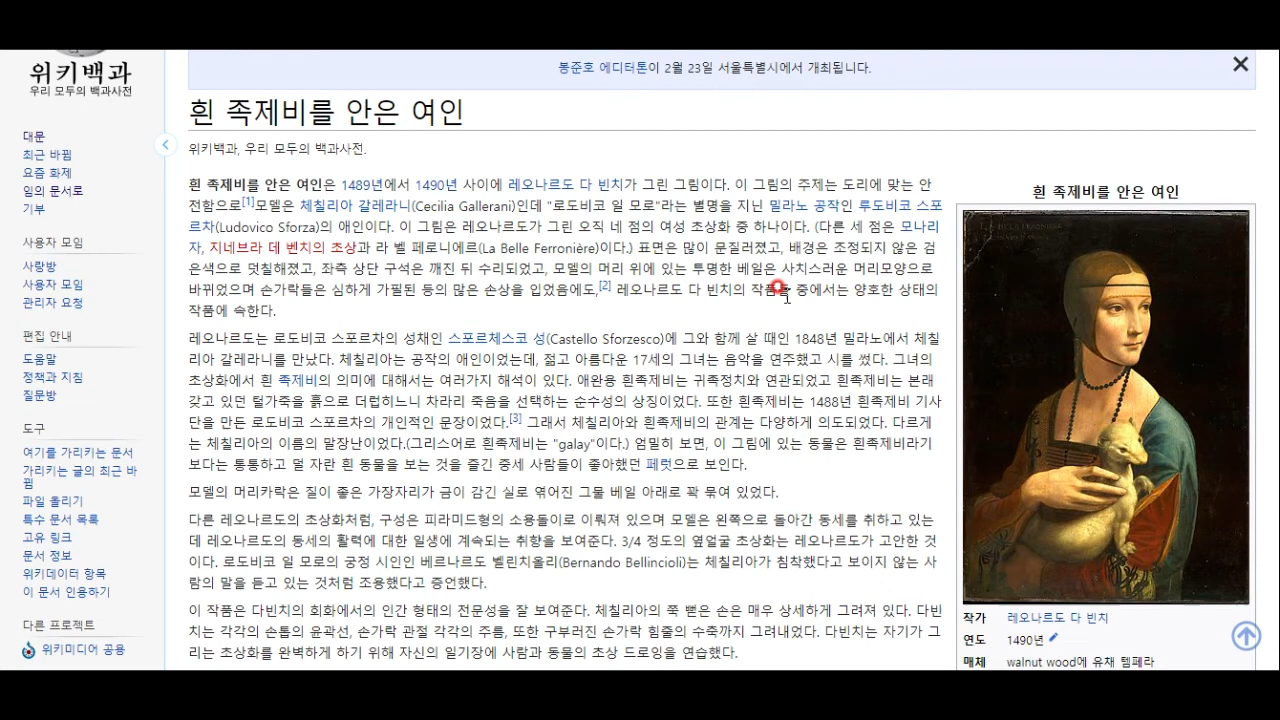 위키백과
우리 모두의 백과사전
대문
최근 바뀜
요즘 화제
임의 문서로
기부
사용자 모임
사랑방
사용자 모임
관리자 요청
편집 안내
도움말
정책과 지침
질문방
도구
여기를 가리키는 문서
가리키는 글의 최근 바
뀜
파일 올리기
특수 문서 목록
고유 링크
문서 정보
위키데이터 항목
이 문서 인용하기
다른 프로젝트
위키미디어 공용
봉준호 에디터톤이 2월 23일 서울특별시에서 개최됩니다.
흰 족제비를 안은 여인
위키백과, 우리 모두의 백과사전.
흰 족제비를 안은 여인은 1489년에서 1490년 사이에 레오나르도 다 빈치가 그린 그림이다. 이 그림의 주제는 도리에 맞는 안
전함으로[1]모델은 체칠리아 갈레라니(Cecilia Gallerani)인데 "로도비코 일 모로"라는 별명을 지닌 밀라노 공작인 루도비코 스포
르차(Ludovico Sforza)의 애인이다. 이 그림은 레오나르도가 그린 오직 네 점의 여성 초상화 중 하나이다. (다른 세 점은 모나리
자, 지네브라 데 벤치의 초상과 라 벨 페로니에르(La Belle Ferronière)이다.) 표면은 많이 문질러졌고, 배경은 조정되지 않은 검
은색으로 덧칠해졌고, 좌측 상단 구석은 깨진 뒤 수리되었고, 모델의 머리 위에 있는 투명한 베일은 사치스러운 머리모양으로
바뀌었으며 손가락들은 심하게 가필된 등의 많은 손상을 입었음에도,[2] 레오나르도 다 빈치의 작품들 중에서는 양호한 상태의
작품에 속한다.
레오나르도는 로도비코 스포르차의 성채인 스포르체스코 성(Castello Sforzesco)에 그와 함께 살 때인 1848년 밀라노에서 체칠
리아 갈레라니를 만났다. 체칠리아는 공작의 애인이었는데, 젊고 아름다운 17세의 그녀는 음악을 연주했고 시를 썼다. 그녀의
초상화에서 흰 족제비의 의미에 대해서는 여러가지 해석이 있다. 애완용 흰족제비는 귀족정치와 연관되었고 흰족제비는 본래
갖고 있던 털가죽을 흙으로 더럽히느니 차라리 죽음을 선택하는 순수성의 상징이었다. 또한 흰족제비는 1488년 흰족제비 기사
단을 만든 로도비코 스포르차의 개인적인 문장이었다.[3] 그래서 체칠리아와 흰족제비의 관계는 다양하게 의도되었다. 다르게
는 체칠리아의 이름의 말장난이었다.(그리스어로 흰족제비는 "galay"이다.) 엄밀히 보면, 이 그림에 있는 동물은 흰족제비라기
보다는 통통하고 덜 자란 흰 동물을 보는 것을 즐긴 중세 사람들이 좋아했던 페럿으로 보인다.
모델의 머리카락은 질이 좋은 가장자리가 금이 감긴 실로 엮어진 그물 베일 아래로 꽉 묶여 있었다.
다른 레오나르도의 초상화처럼, 구성은 피라미드형의 소용돌이로 이뤄져 있으며 모델은 왼쪽으로 돌아간 동세를 취하고 있는
데 레오나르도의 동세의 활력에 대한 일생에 계속되는 취향을 보여준다. 3/4 정도의 옆얼굴 초상화는 레오나르도가 고안한 것
이다. 로도비코 일 모로의 궁정 시인인 베르나르도 벨린치올리(Bernando Bellincioli)는 체칠리아가 침착했다고 보이지 않는 사
람의 말을 듣고 있는 것처럼 조용했다고 증언했다.
이 작품은 다빈치의 회화에서의 인간 형태의 전문성을 잘 보여준다. 체칠리아의 쭉 뻗은 손은 매우 상세하게 그려져 있다. 다빈
치는 각각의 손톱의 윤곽선, 손가락 관절 각각의 주름, 또한 구부러진 손가락 힘줄의 수축까지 그려내었다. 다빈치는 자기가 그
리는 초상화를 완벽하게 하기 위해 자신의 일기장에 사람과 동물의 초상 드로잉을 연습했다.
흰 족제비를 안은 여인
작가 레오나르도 다 빈치
연도 1490년
매체 walnut wood에 유채 템페라